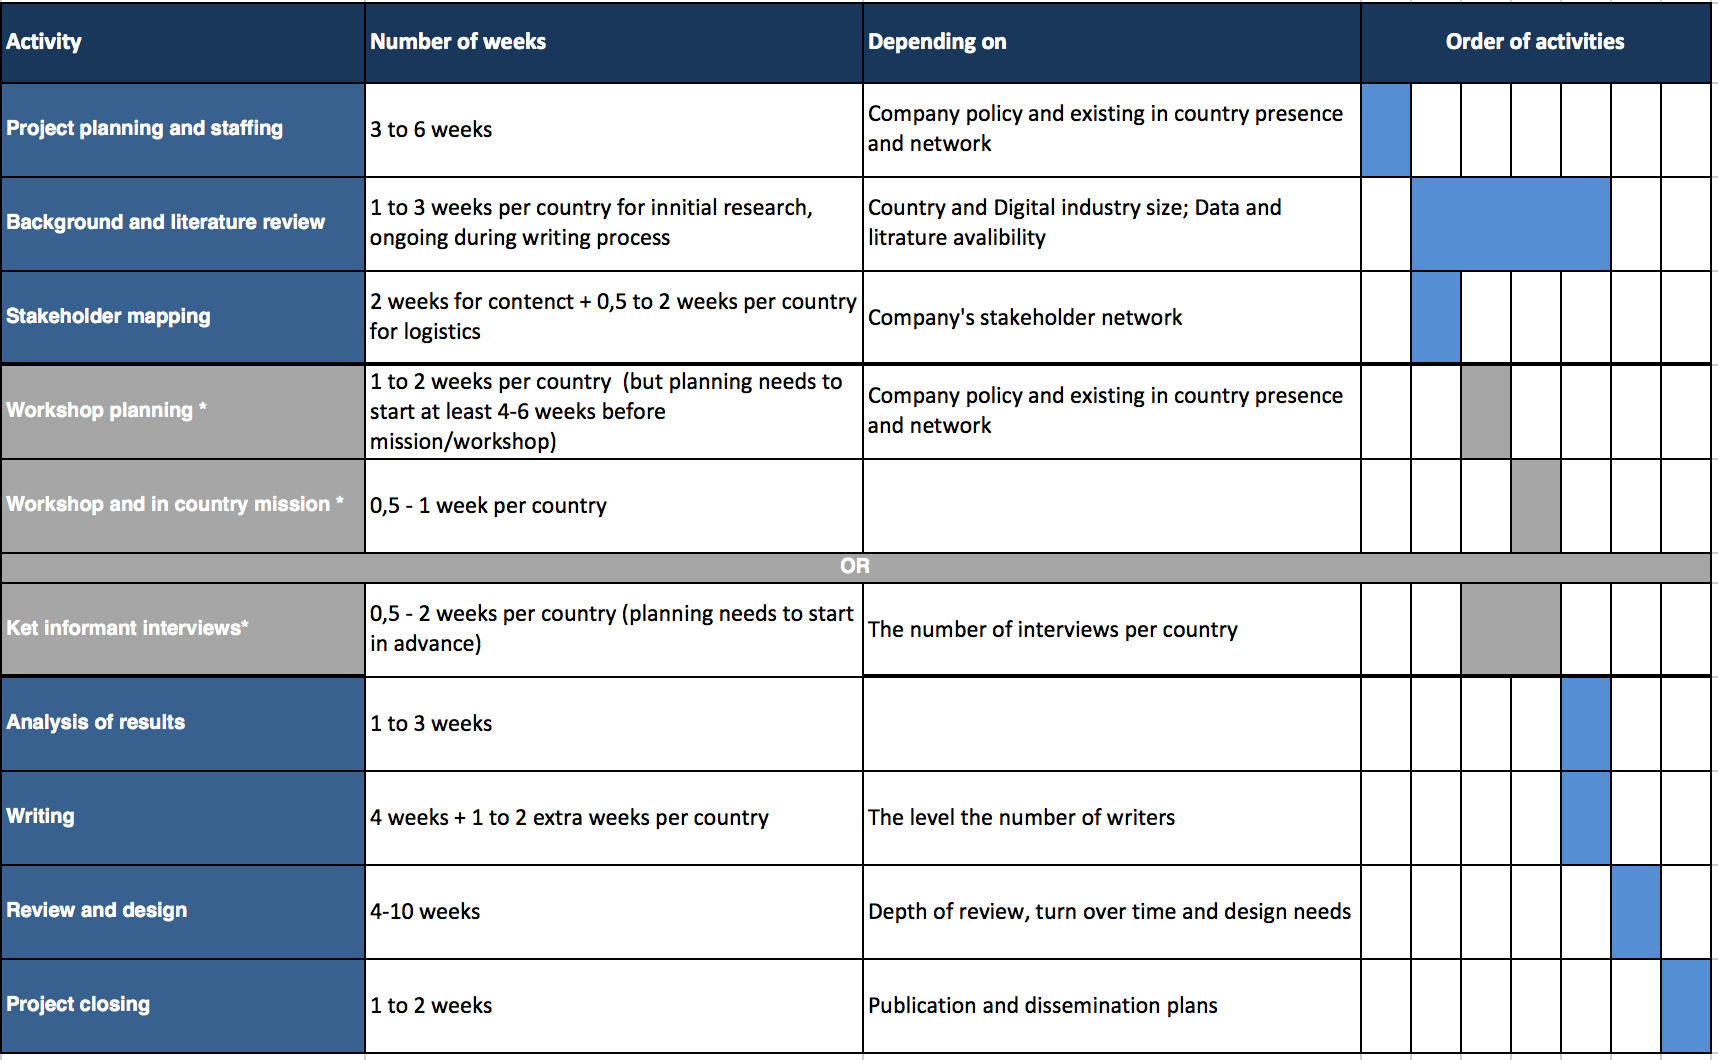 Activity
Number of weeks
Depending on
Order of activities
Project planning and staffing
3 to 6 weeks
Company policy and existing in country presence
and network
Background and literature review
1 to 3 weeks per country for innitial research,
ongoing during writing process
Country and Digital industry size; Data and
litrature avalibility
Stakeholder mapping
2 weeks for contenct + 0,5 to 2 weeks per country
for logistics
Company's stakeholder network
Workshop planning *
1 to 2 weeks per country  (but planning needs to
start at least 4-6 weeks before
mission/workshop)
Company policy and existing in country presence
and network
Workshop and in country mission *
0,5 - 1 week per country
OR
Ket informant interviews*
0,5 - 2 weeks per country (planning needs to start
in advance)
The number of interviews per country
Analysis of results
1 to 3 weeks
Writing
4 weeks + 1 to 2 extra weeks per country
The level the number of writers
Review and design
4-10 weeks
Depth of review, turn over time and design needs
Project closing
1 to 2 weeks
Publication and dissemination plans